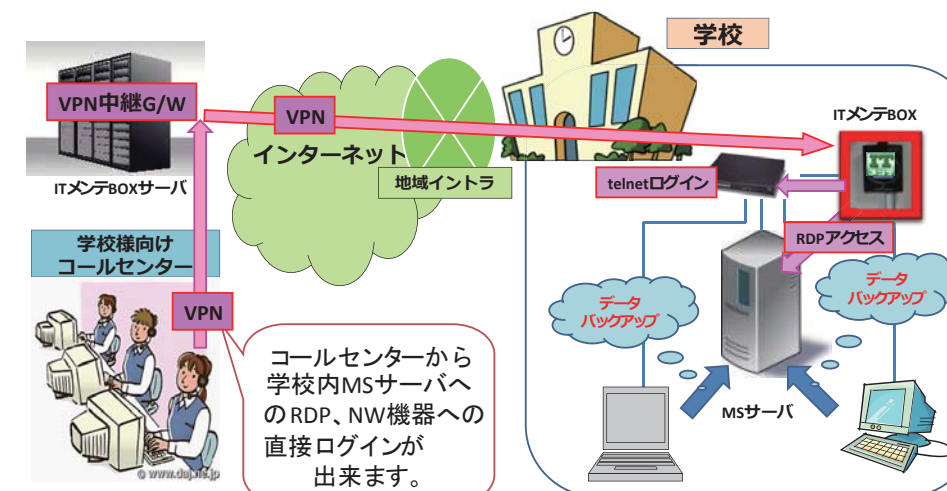 学校
VPN中継G/W
VPN
インターネット
ITメンテBOX
ITメンテBOXサーバ
地域イントラ
telnetログイン
RDPアクセス
学校様向け
コールセンター
VPN
データ
バックアップ
データ
バックアップ
コールセンターから
学校内MSサーバへ
のRDP、NW機器への
直接ログインが
出来ます。
MSサーバ
© www.daj.ne.jp